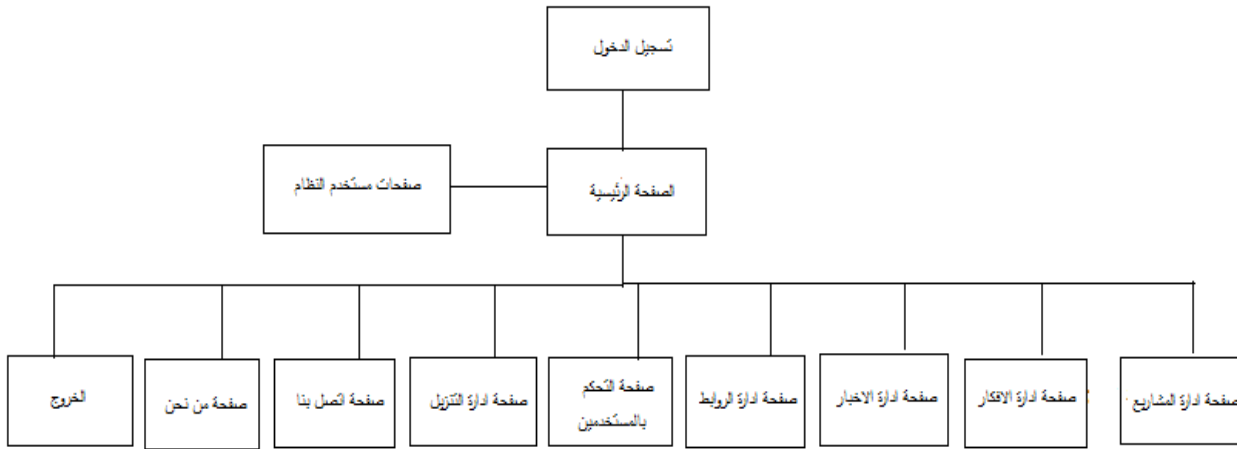 تسجيل الدخول
الصفحة الرئيسية
صفحات مستخدم النظام
صفحة ادارة المشاريع
صفحة ادارة الافكار
صفحة ادارة الاخبار
صفحة ادارة الروابط
صفحة التحكم
بالمستخدمين
صفحة ادارة التنزيل
صفحة اتصل بنا
صفحة من نحن
الخروج